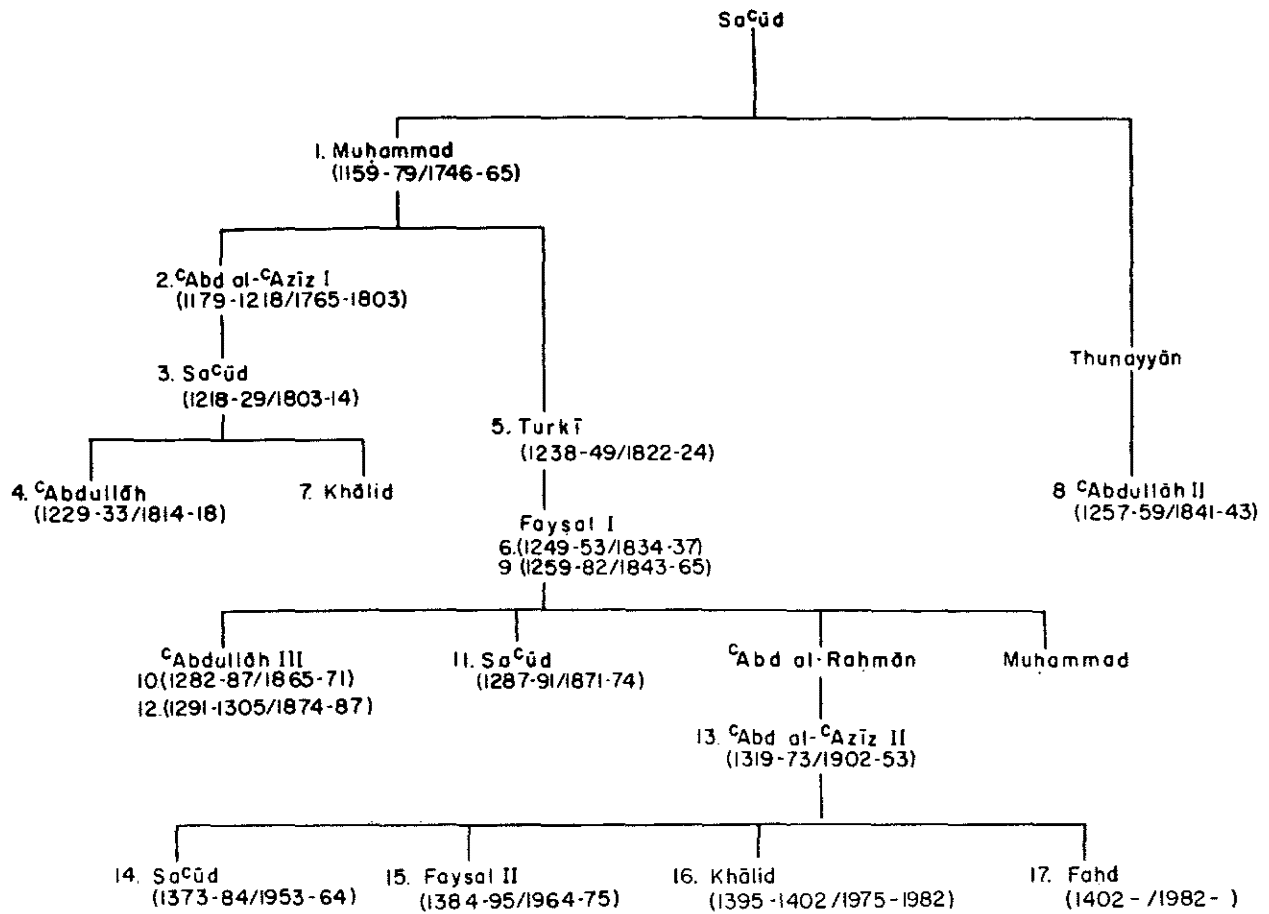 Saᶜūd
1. Muḥammad
(1159-79/1746-65)
2. ᶜAbd al-ᶜAzīz I
(1179-1218/1765-1803)
Thunayyān
3. Saᶜūd
(1218-29/1803-14)
5. Turkī
(1238-49/1822-24)
4. ᶜAbdullāh
(1229-33/1814-18)
7. Khālid
8 ᶜAbdullāh II
(1257-59/1841-43)
Fayṣal I
6.(1249-53/1834-37)
9 (1259-82/1843-65)
ᶜAbdullāh III
10.(1282-87/1865-71)
12.(1291-1305/1874-87)
11. Saᶜūd
(1287-91/1871-74)
ᶜAbd al-Raḥmān
Muḥammad
13. ᶜAbd al-ᶜAzīz II
(1319-73/1902-53)
14. Saᶜūd
(1373-84/1953-64)
15. Faysal II
(1384-95/1964-75)
16. Khālid
(1395-1402/1975-1982)
17. Fahd
(1402- /1982- )